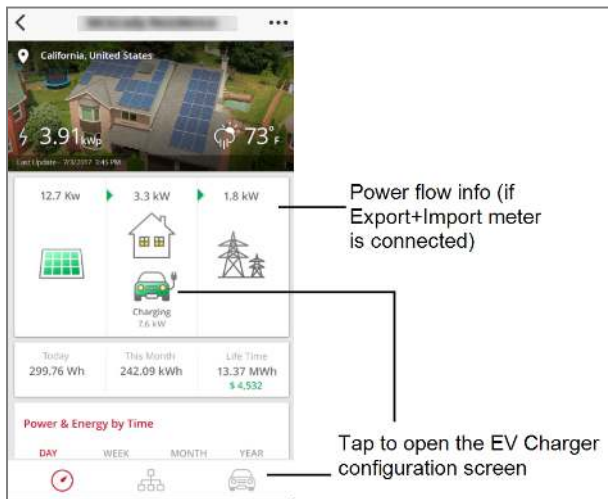 California, United States
3.91 kWp
73°F
Last Update - 7/3/2017 3:45 PM
12.7 Kw
3.3 kW
1.8 kW
Charging
7.6 kW
Today
This Month
Life Time
299.76 Wh
242.09 kWh
13.37 MWh
$ 4,532
Power & Energy by Time
DAY
WEEK
MONTH
YEAR
Power flow info (if
Export+Import meter
is connected)
Tap to open the EV Charger
configuration screen